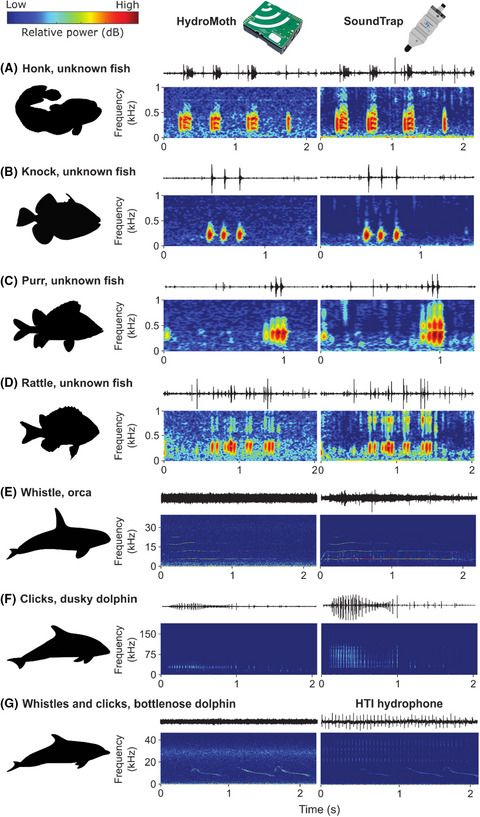 Low High
Relative power (dB)
HydroMoth SoundTrap
(A) Honk, unknown fish
Frequency (kHz)
1
0.5
0
0 1 2 0 1 2
(B) Knock, unknown fish
Frequency (kHz)
1
0.5
0
1 1
(C) Purr, unknown fish
Frequency (kHz)
1
0.5
0
1 1
(D) Rattle, unknown fish
Frequency (kHz)
1
0.5
0
0 1 2 0 1 2
(E) Whistle, orca
Frequency (kHz)
30
15
0
0 1 2 0 1 2
(F) Clicks, dusky dolphin
Frequency (kHz)
150
75
0
0 1 2 0 1 2
(G) Whistles and clicks, bottlenose dolphin HTI hydrophone
Frequency (kHz)
40
20
0
0 1 2 0 1 2
Time (s)